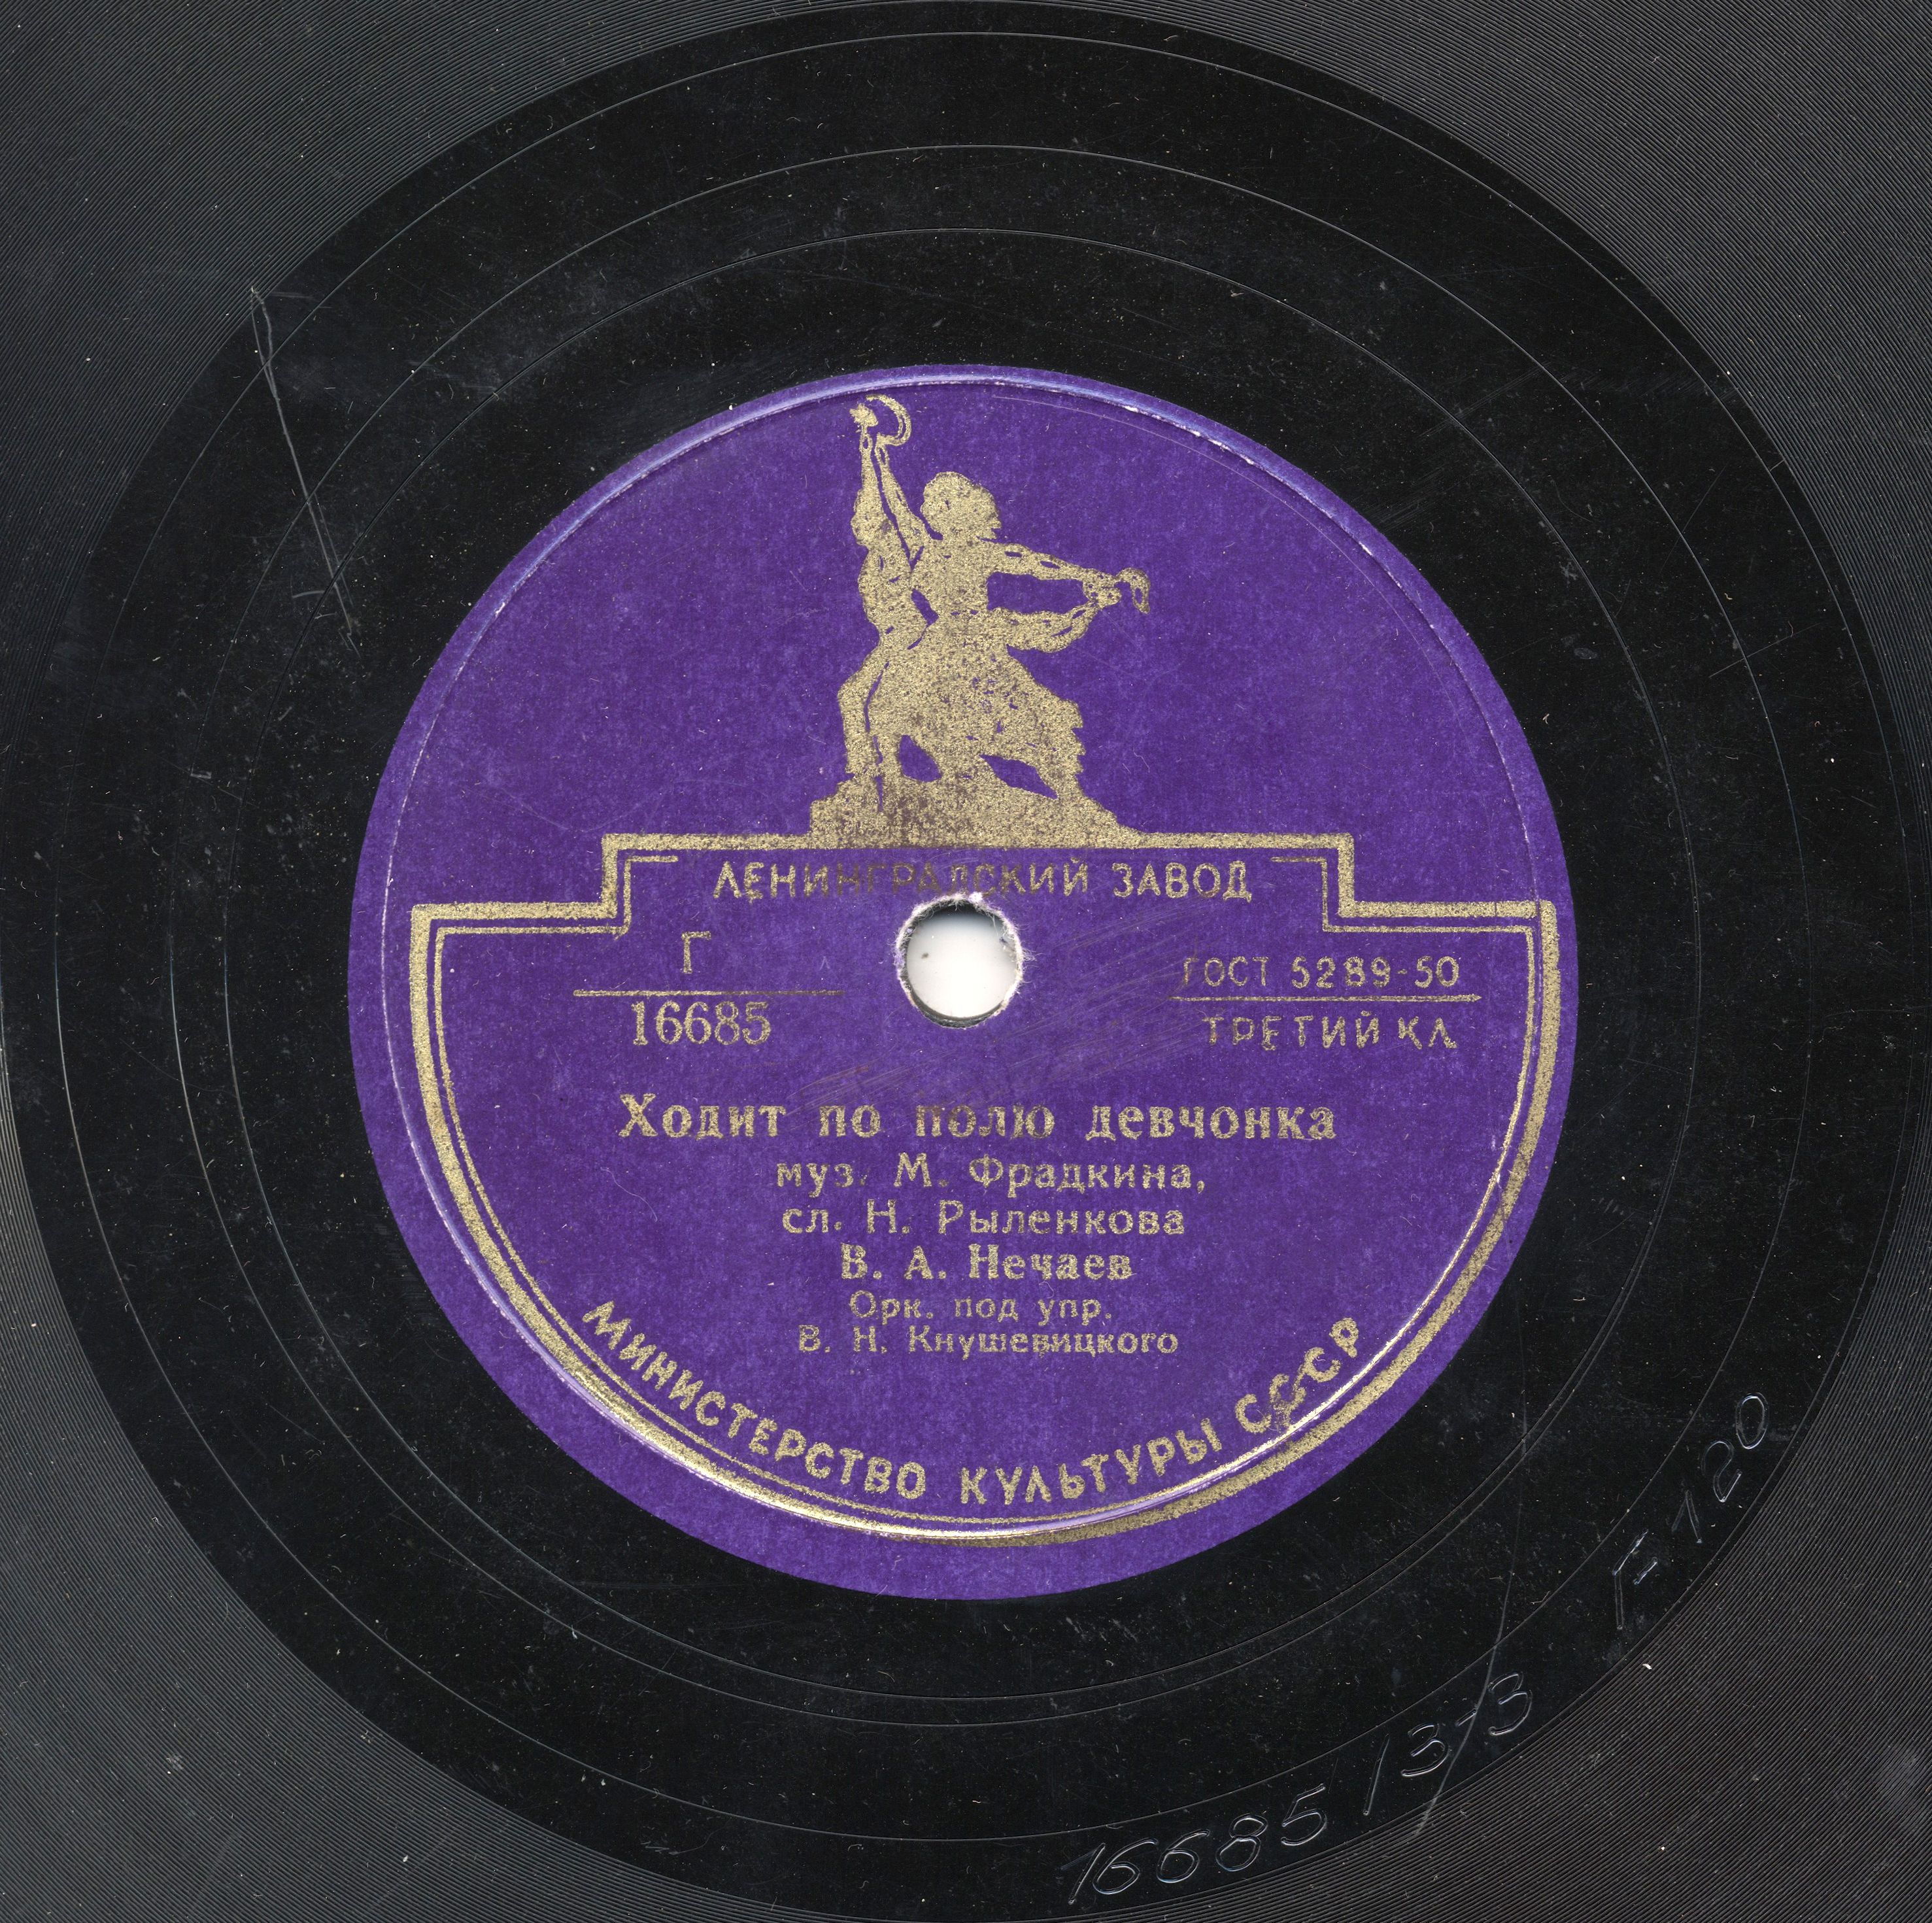 ЛЕНИНГРАДСКИЙ ЗАВОД
Г
16685
ГОСТ 5289-50
ТРЕТИЙ КЛ
Ходит по полю девчонка
муз. М. Фрадкина,
сл. Н. Рыленкова
В. А. Нечаев
Орк. под упр.
В. Н. Кнушевицкого
МИНИСТЕРСТВО КУЛЬТУРЫ СССР
16685/3-3
Г-120